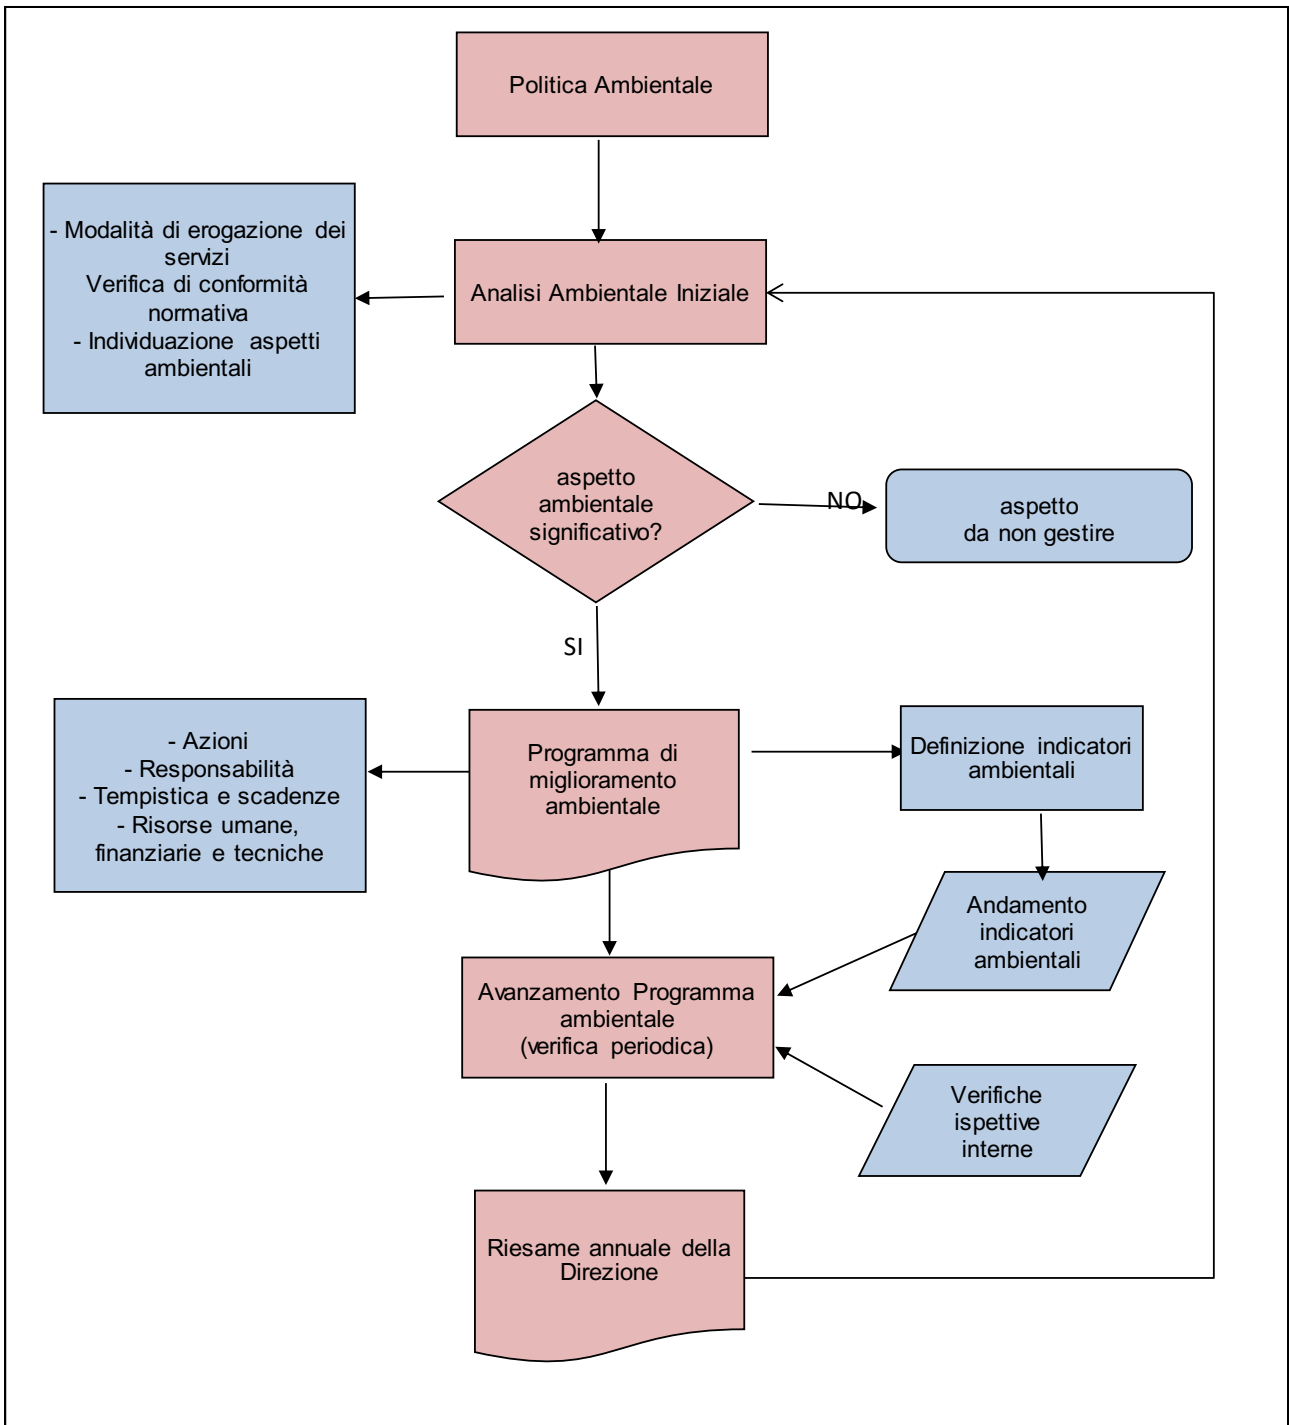 Politica Ambientale
- Modalità di erogazione dei
servizi
Verifica di conformità
normativa
- Individuazione aspetti
ambientali
Analisi Ambientale Iniziale
aspetto
ambientale
significativo?
NO
aspetto
da non gestire
SI
- Azioni
- Responsabilità
- Tempistica e scadenze
- Risorse umane,
finanziarie e tecniche
Programma di
miglioramento
ambientale
Definizione indicatori
ambientali
Andamento
indicatori
ambientali
Avanzamento Programma
ambientale
(verifica periodica)
Verifiche
ispettive
interne
Riesame annuale della
Direzione